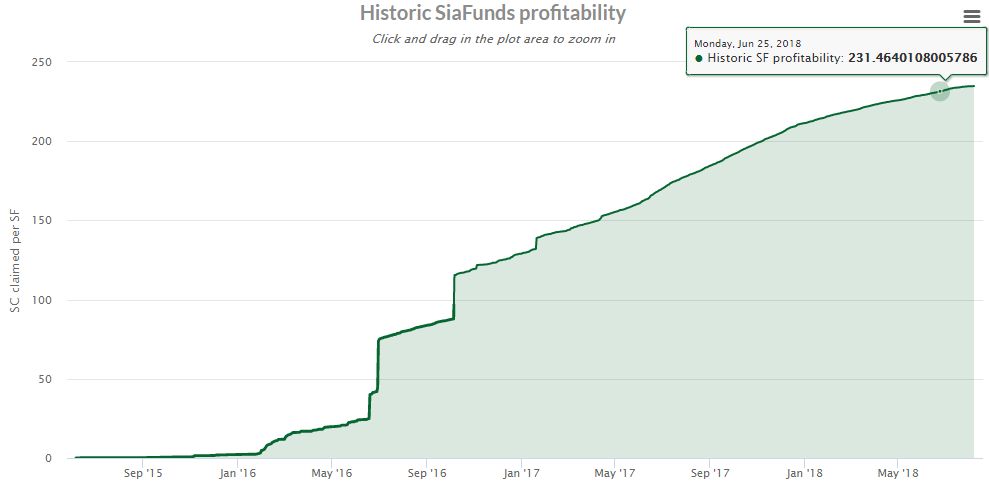 Historic SiaFunds profitability
Click and drag in the plot area to zoom in
Monday, Jun 25, 2018
● Historic SF profitability: 231.4640108005786
SC claimed per SF
250
200
150
100
50
0
Sep '15
Jan '16
May '16
Sep '16
Jan '17
May '17
Sep '17
Jan '18
May '18